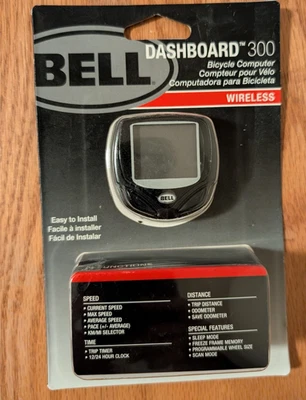 BELL
DASHBOARD™ 300
Bicycle Computer
Compteur pour Vélo
Computadora para Bicicleta
WIRELESS
BELL
Easy to Install
Facile à installer
Fácil de Instalar
FUNCTIONS
SPEED
• CURRENT SPEED
• MAX SPEED
• AVERAGE SPEED
• PACE (+/- AVERAGE)
• KM/MI SELECTOR
TIME
• TRIP TIMER
• 12/24 HOUR CLOCK
DISTANCE
• TRIP DISTANCE
• ODOMETER
• SAVE ODOMETER
SPECIAL FEATURES
• SLEEP MODE
• FREEZE FRAME MEMORY
• PROGRAMMABLE WHEEL SIZE
• SCAN MODE